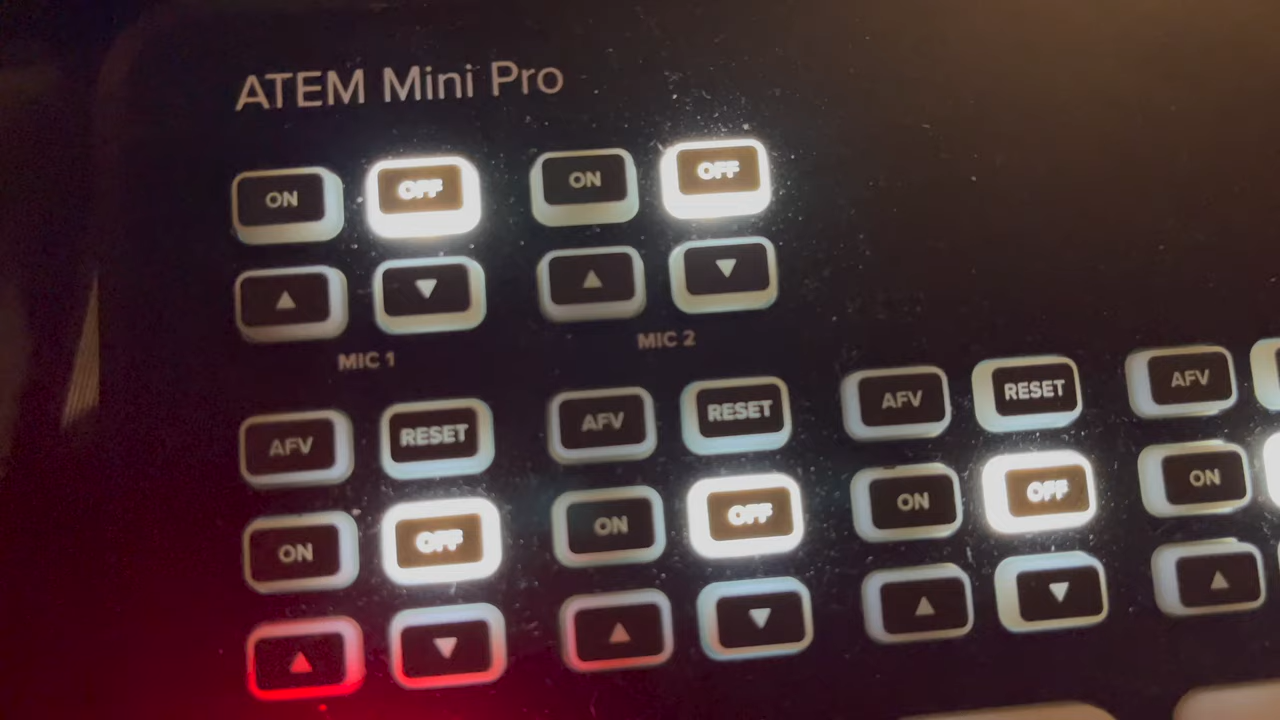 ATEM Mini Pro
ON OFF ON OFF
▲ ▼ ▲ ▼
MIC 1 MIC 2
AFV RESET AFV RESET AFV RESET AFV
ON OFF ON OFF ON OFF ON
▲ ▼ ▲ ▼ ▲ ▼ ▲